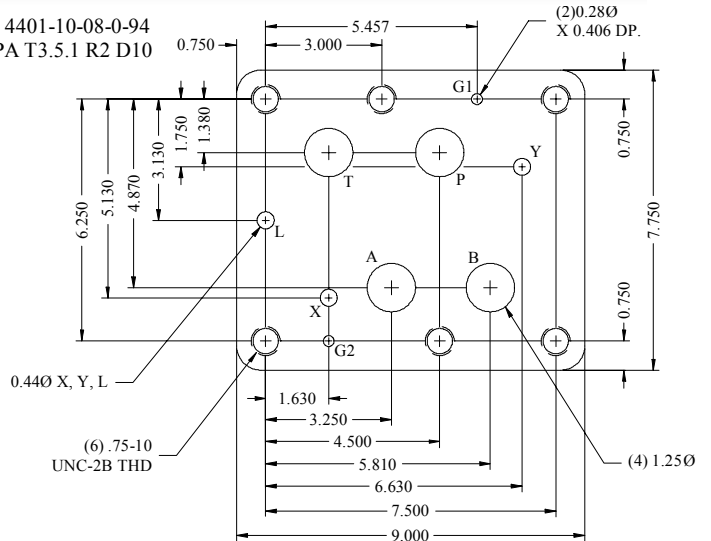 4401-10-08-0-94
PA T3.5.1 R2 D10
5.457
(2)0.28Ø
X 0.406 DP.
0.750
3.000
G1
1.750
1.380
3.130
4.870
5.130
6.250
T
P
Y
L
0.750
7.750
A
B
X
G2
0.750
0.44Ø X, Y, L
1.630
3.250
(6) .75-10
UNC-2B THD
4.500
5.810
(4) 1.25Ø
6.630
7.500
9.000